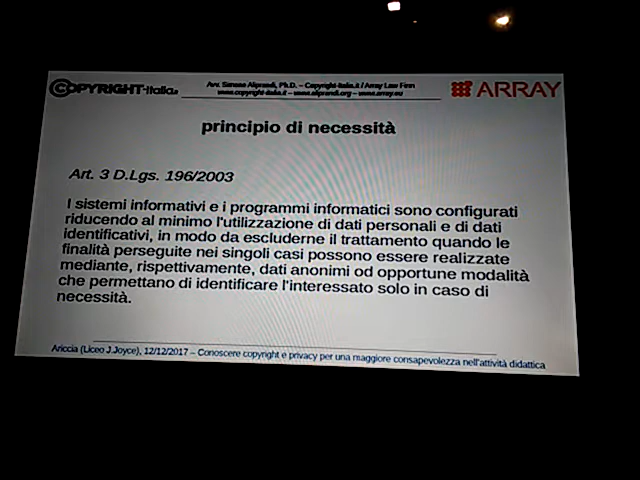 COPYRIGHT-Italia.it
Avv. Simone Aliprandi, Ph.D. – Copyright-Italia.it / Array Law Firm
www.copyright-italia.it – www.aliprandi.org – www.array.eu
ARRAY
principio di necessità
Art. 3 D.Lgs. 196/2003
I sistemi informativi e i programmi informatici sono configurati
riducendo al minimo l'utilizzazione di dati personali e di dati
identificativi, in modo da escluderne il trattamento quando le
finalità perseguite nei singoli casi possono essere realizzate
mediante, rispettivamente, dati anonimi od opportune modalità
che permettano di identificare l'interessato solo in caso di
necessità.
Ariccia (Liceo J.Joyce), 12/12/2017 – Conoscere copyright e privacy per una maggiore consapevolezza nell'attività didattica